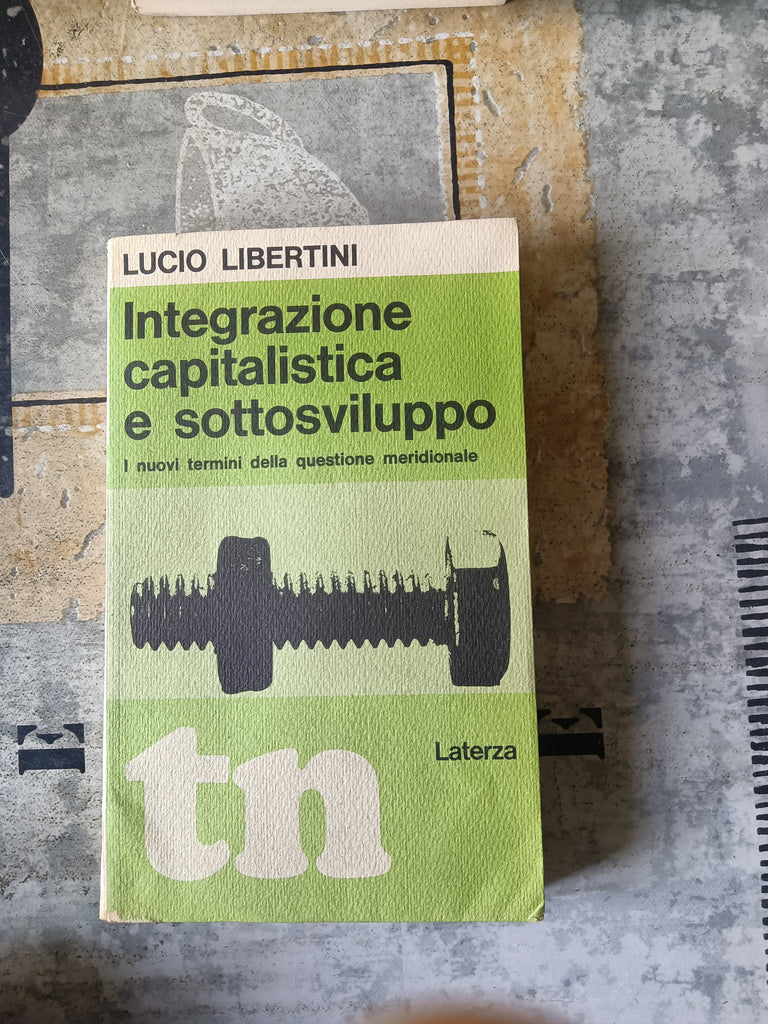 LUCIO LIBERTINI
Integrazione
capitalistica
e sottosviluppo
I nuovi termini della questione meridionale
tn
Laterza